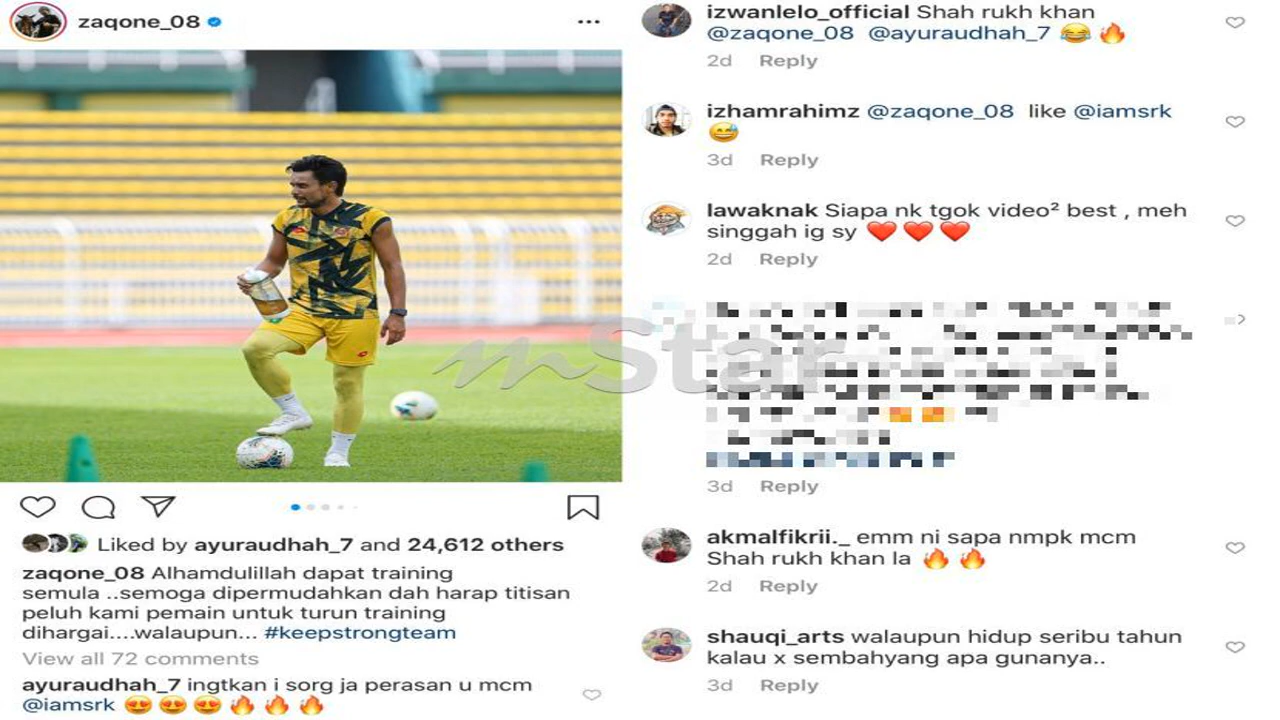 zaqone_08
Liked by ayuraudhah_7 and 24,612 others
zaqone_08 Alhamdulillah dapat training
semula ..semoga dipermudahkan dah harap titisan
peluh kami pemain untuk turun training
dihargai....walaupun... #keepstrongteam
View all 72 comments
ayuraudhah_7 ingtkan i sorg ja perasan u mcm
@iamsrk 😍😍😍🔥🔥🔥
izwanlelo_official Shah rukh khan
@zaqone_08 @ayuraudhah_7 😂🔥
2d Reply
izhamrahimz @zaqone_08 like @iamsrk
😅
3d Reply
lawaknak Siapa nk tgok video² best , meh
singgah ig sy ❤️❤️❤️
2d Reply
mStar
3d Reply
akmalfikrii._ emm ni sapa nmpk mcm
Shah rukh khan la 🔥🔥
2d Reply
shauqi_arts walaupun hidup seribu tahun
kalau x sembahyang apa gunanya..
3d Reply